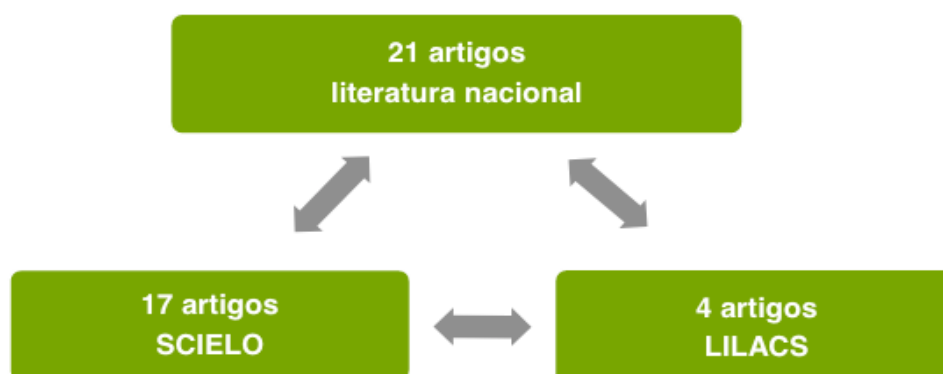 21 artigos
literatura nacional
17 artigos
SCIELO
4 artigos
LILACS